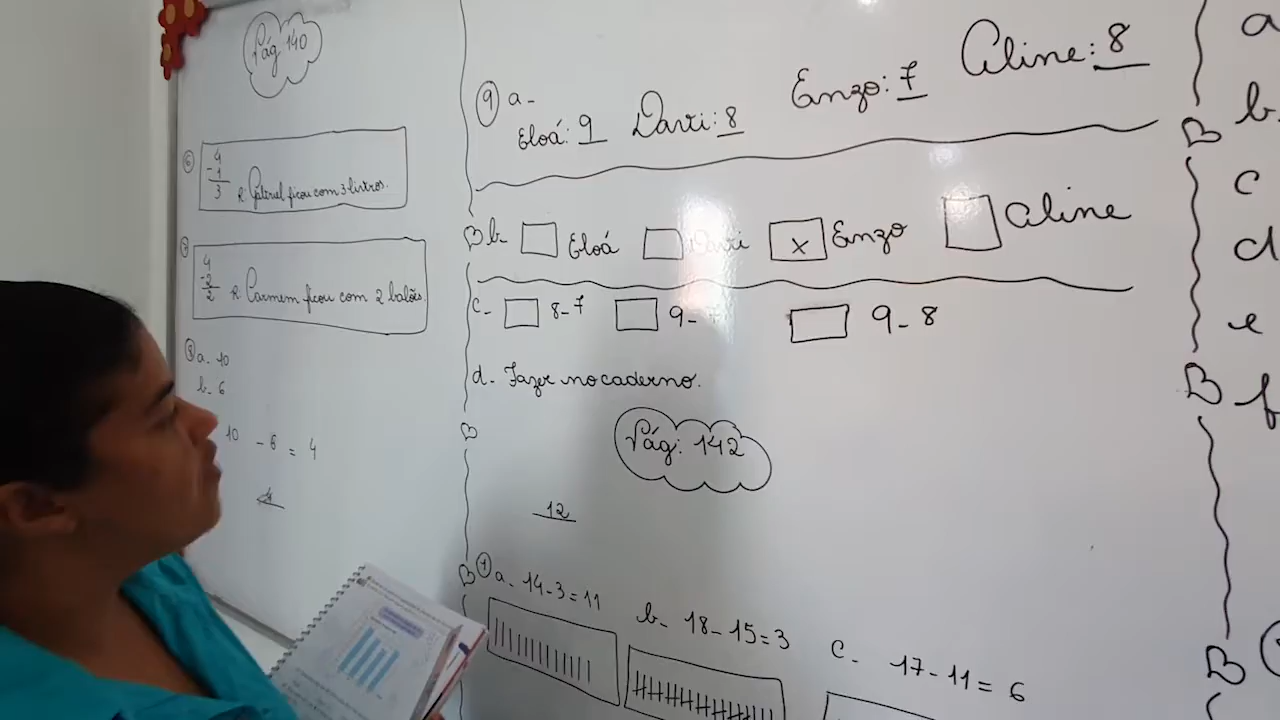 Pág 140
6
4
- 1
3
R: Gabriel ficou com 3 livros.
7
4
- 2
2
R: Carmem ficou com 2 balões.
8 a- 10
b- 6
10 - 6 = 4
4
9 a-
Eloá: 9 Davi: 8 Enzo: 7 Aline: 8
b- Eloá Davi x Enzo Aline
c- 8-7 9- 9-8
d- Fazer no caderno.
Pág: 142
12
1 a- 14-3=11
b- 18-15=3
c- 17-11=6
a
b-
c
d
e
f